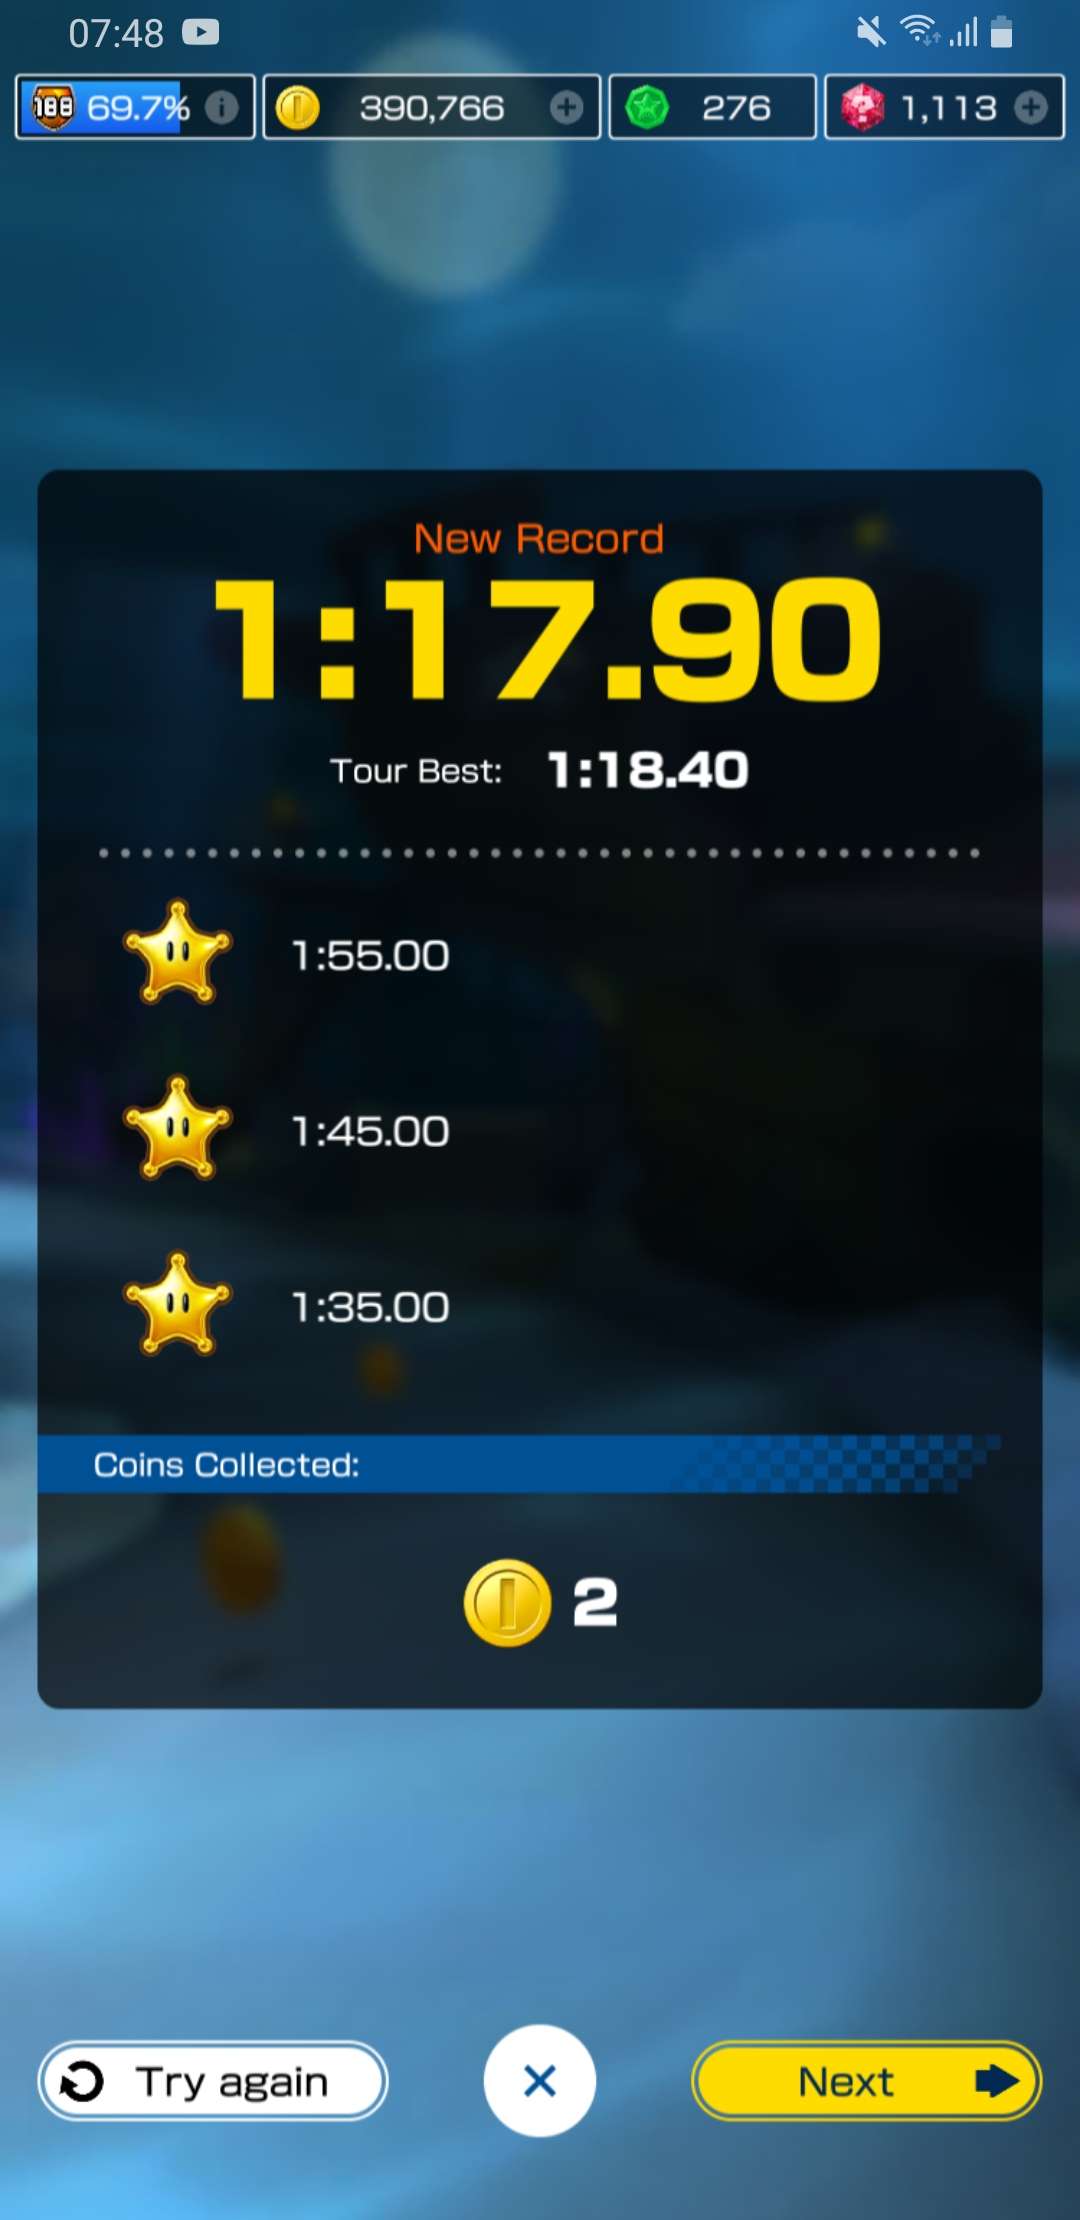 07:48
188 69.7% i 390,766 + 276 ? 1,113 +
New Record
1:17.90
Tour Best: 1:18.40
1:55.00
1:45.00
1:35.00
Coins Collected:
2
Try again × Next